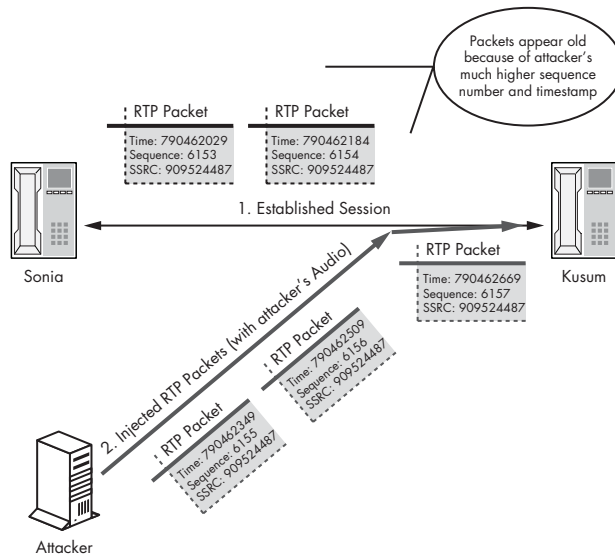 Packets appear old
because of attacker's
much higher sequence
number and timestamp
RTP Packet
Time: 790462029
Sequence: 6153
SSRC: 909524487
RTP Packet
Time: 790462184
Sequence: 6154
SSRC: 909524487
1. Established Session
Sonia
Kusum
RTP Packet
Time: 790462669
Sequence: 6157
SSRC: 909524487
2. Injected RTP Packets (with attacker's Audio)
RTP Packet
Time: 790462509
Sequence: 6156
SSRC: 909524487
RTP Packet
Time: 790462349
Sequence: 6155
SSRC: 909524487
Attacker